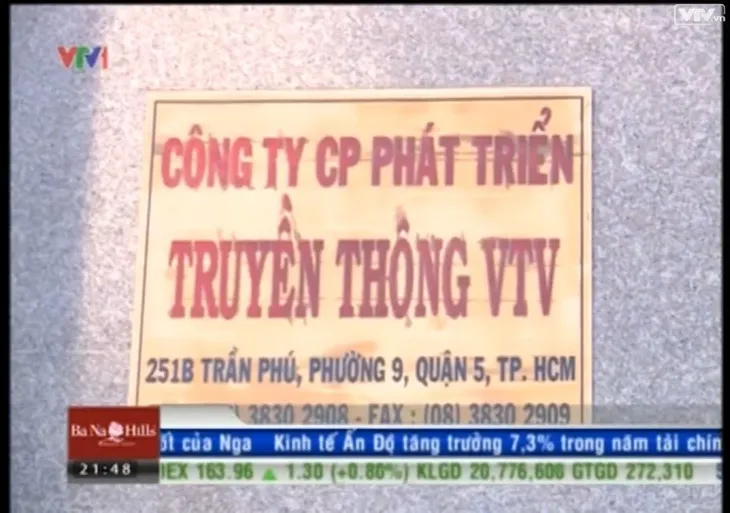 VTV.vn
VTV1
CÔNG TY CP PHÁT TRIỂN
TRUYỀN THÔNG VTV
251B TRẦN PHÚ, PHƯỜNG 9, QUẬN 5, TP. HCM
3830 2908 - FAX : (08) 3830 2909
Ba Na Hills
của Nga Kinh tế Ấn Độ tăng trưởng 7,3% trong năm tài
21:48
163.96 ▲ 1.30 (+0.80%) KLGD 20,776,600 GTGD 272,310